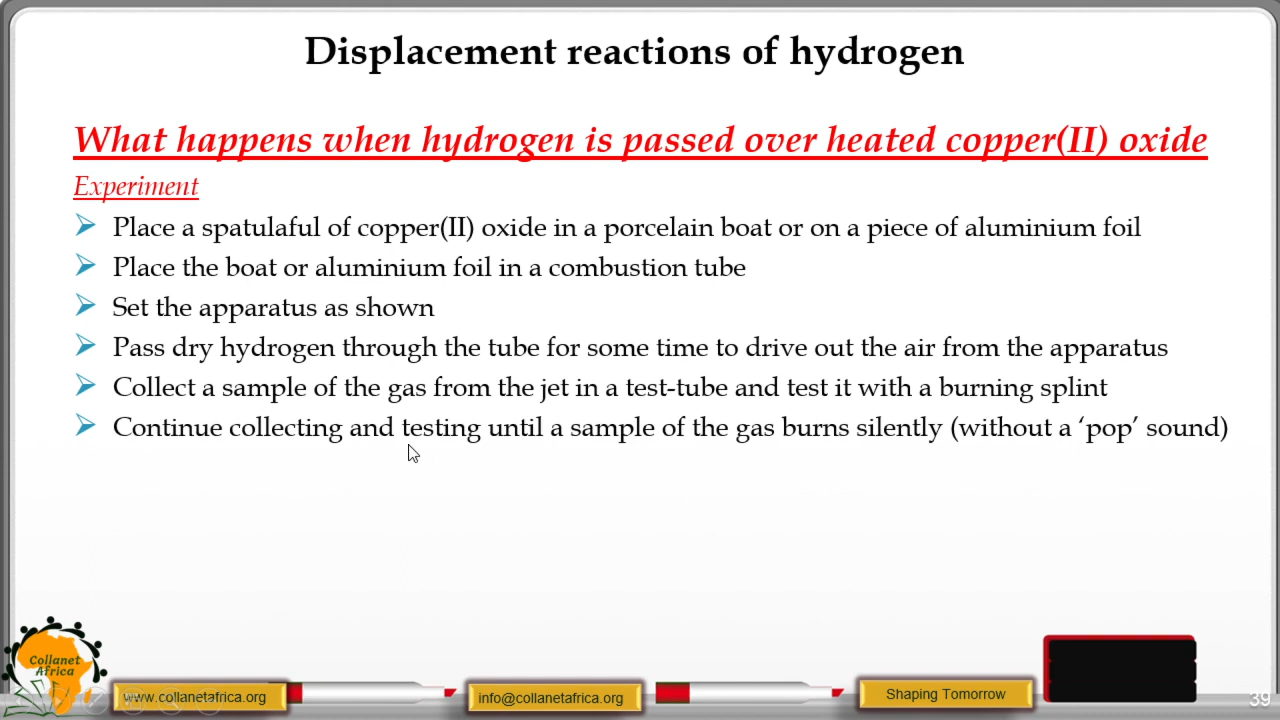 Displacement reactions of hydrogen
What happens when hydrogen is passed over heated copper(II) oxide
Experiment
Place a spatulaful of copper(II) oxide in a porcelain boat or on a piece of aluminium foil
Place the boat or aluminium foil in a combustion tube
Set the apparatus as shown
Pass dry hydrogen through the tube for some time to drive out the air from the apparatus
Collect a sample of the gas from the jet in a test-tube and test it with a burning splint
Continue collecting and testing until a sample of the gas burns silently (without a ‘pop’ sound)
Collanet
Africa
www.collanetafrica.org
info@collanetafrica.org
Shaping Tomorrow
39